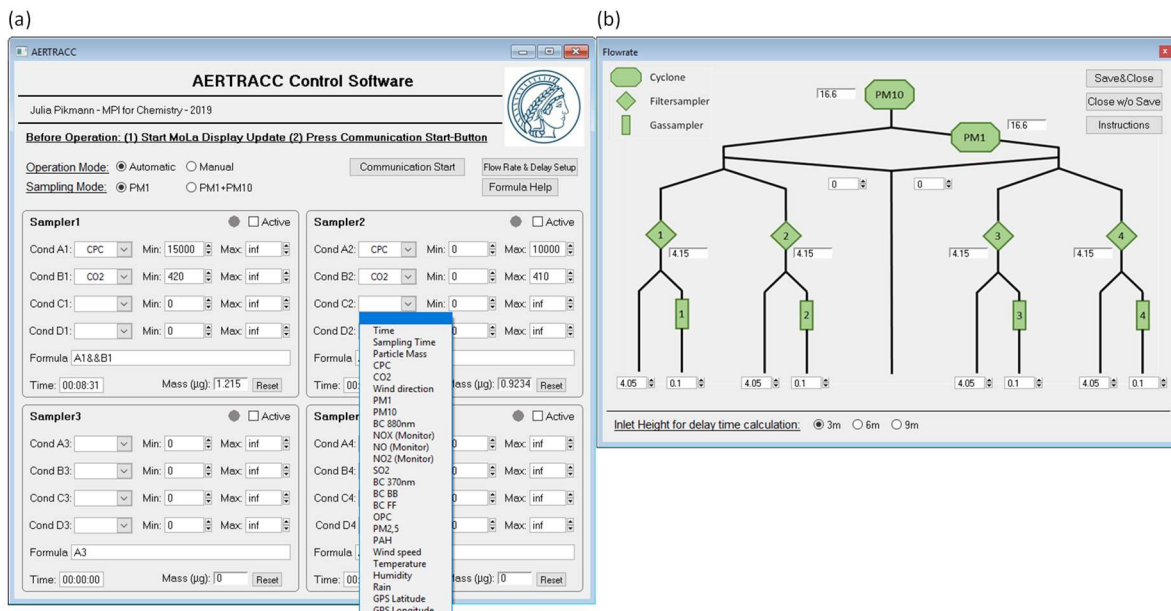 (a)
AERTRACC
AERTRACC Control Software
Julia Pikmann - MPI for Chemistry - 2019
Before Operation: (1) Start MoLa Display Update (2) Press Communication Start-Button
Operation Mode: Automatic Manual Communication Start Flow Rate & Delay Setup
Sampling Mode: PM1 PM1+PM10 Formula Help
Sampler1 Active
Cond A1: CPC Min: 15000 Max: inf
Cond B1: CO2 Min: 420 Max: inf
Cond C1: Min: 0 Max: inf
Cond D1: Min: 0 Max: inf
Formula A1&&B1
Time: 00:08:31 Mass (µg): 1.215 Reset
Sampler2 Active
Cond A2: CPC Min: 0 Max: 10000
Cond B2: CO2 Min: 0 Max: 410
Cond C2: Min: 0 Max: inf
Cond D2: 0 Max: inf
Formula
Time: 00: lass (µg): 0.9234 Reset
Time
Sampling Time
Particle Mass
CPC
CO2
Wind direction
PM1
PM10
BC 880nm
NOX (Monitor)
NO (Monitor)
NO2 (Monitor)
SO2
BC 370nm
BC BB
BC FF
OPC
PM2,5
PAH
Wind speed
Temperature
Humidity
Rain
GPS Latitude
GPS Longitude
Sampler3 Active
Cond A3: Min: 0 Max: inf
Cond B3: Min: 0 Max: inf
Cond C3: Min: 0 Max: inf
Cond D3: Min: 0 Max: inf
Formula A3
Time: 00:00:00 Mass (µg): 0 Reset
Sampler Active
Cond A4: 0 Max: inf
Cond B4: 0 Max: inf
Cond C4: 0 Max: inf
Cond D4 0 Max: inf
Formula
Time: 00: lass (µg): 0 Reset
(b)
Flowrate
Cyclone
Filtersampler
Gassampler
Save&Close
Close w/o Save
Instructions
16.6 PM10
PM1 16.6
0 0
1 2 3 4
4.15 4.15 4.15 4.15
1 2 3 4
4.05 0.1 4.05 0.1 4.05 0.1 4.05 0.1
Inlet Height for delay time calculation: 3m 6m 9m